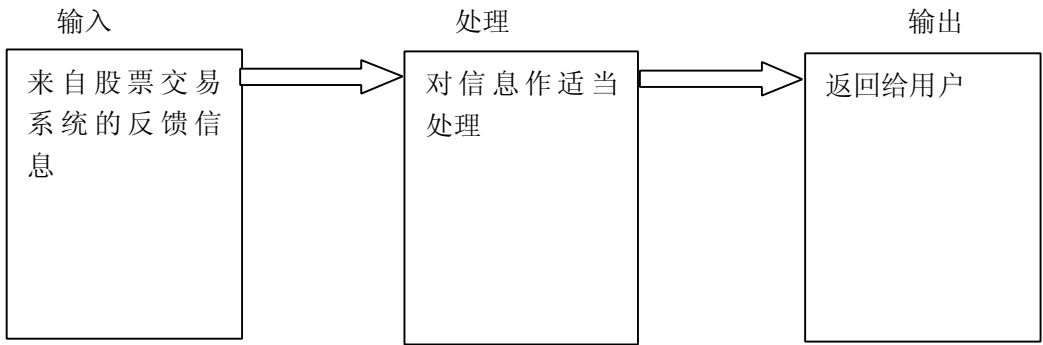 输入
处理
输出
来自股票交易
系统的反馈信
息
对信息作适当
处理
返回给用户